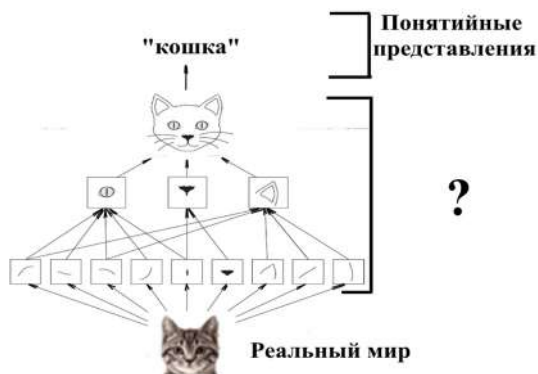 Понятийные
представления
"кошка"
?
Реальный мир